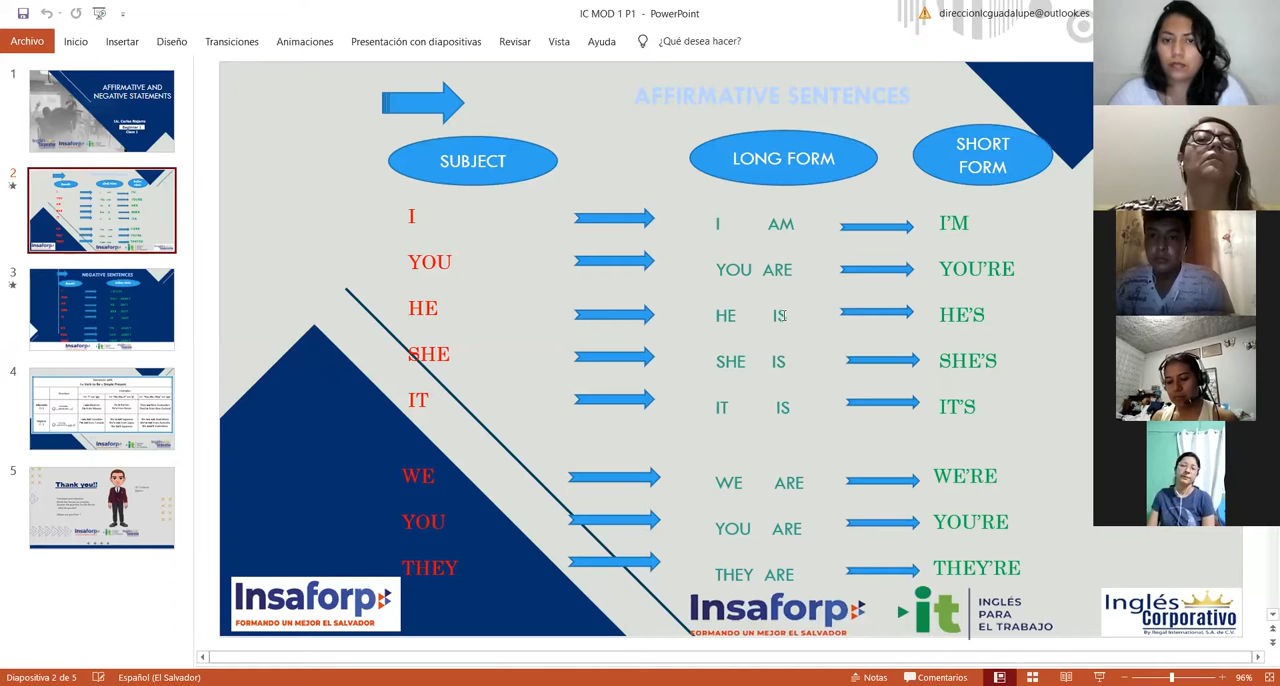 IC MOD 1 P1 - PowerPoint
direccionlcguadalupe@outlook.es
Archivo Inicio Insertar Diseño Transiciones Animaciones Presentación con diapositivas Revisar Vista Ayuda ¿Qué desea hacer?
1
AFFIRMATIVE AND
NEGATIVE STATEMENTS
2
3
NEGATIVE SENTENCES
4
5
Thank you!!
AFFIRMATIVE SENTENCES
SUBJECT LONG FORM SHORT FORM
I I AM I'M
YOU YOU ARE YOU'RE
HE HE IS HE'S
SHE SHE IS SHE'S
IT IT IS IT'S
WE WE ARE WE'RE
YOU YOU ARE YOU'RE
THEY THEY ARE THEY'RE
Insaforp
FORMANDO UN MEJOR EL SALVADOR
Insaforp
FORMANDO UN MEJOR EL SALVADOR
it INGLÉS
PARA
EL TRABAJO
Inglés
Corporativo
By Regal International, S.A. de C.V.
Diapositiva 2 de 5 Español (El Salvador) Notas Comentarios 96%